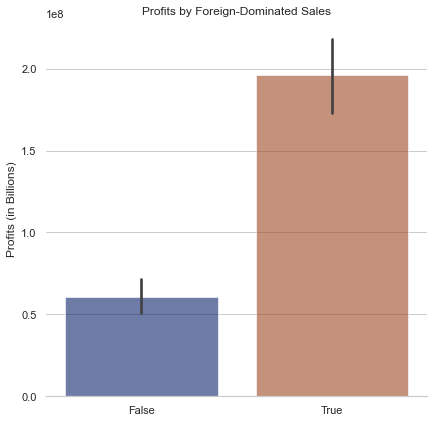 Profits by Foreign-Dominated Sales
1e8
2.0
1.5
1.0
0.5
0.0
Profits (in Billions)
False True